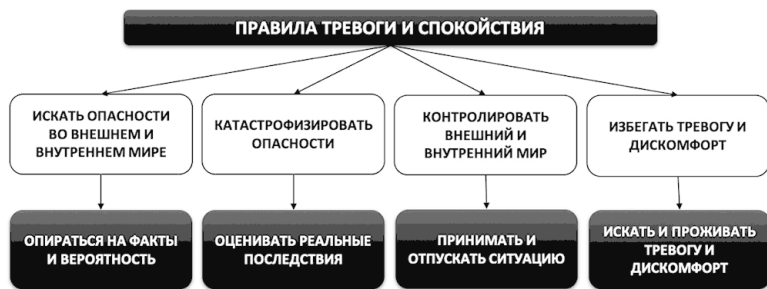 ПРАВИЛА ТРЕВОГИ И СПОКОЙСТВИЯ
ИСКАТЬ ОПАСНОСТИ
ВО ВНЕШНЕМ И
ВНУТРЕННЕМ МИРЕ
КАТАСТРОФИЗИРОВАТЬ
ОПАСНОСТИ
КОНТРОЛИРОВАТЬ
ВНЕШНИЙ И
ВНУТРЕННИЙ МИР
ИЗБЕГАТЬ ТРЕВОГУ И
ДИСКОМФОРТ
ОПИРАТЬСЯ НА ФАКТЫ
И ВЕРОЯТНОСТЬ
ОЦЕНИВАТЬ РЕАЛЬНЫЕ
ПОСЛЕДСТВИЯ
ПРИНИМАТЬ И
ОТПУСКАТЬ СИТУАЦИЮ
ИСКАТЬ И ПРОЖИВАТЬ
ТРЕВОГУ И
ДИСКОМФОРТ